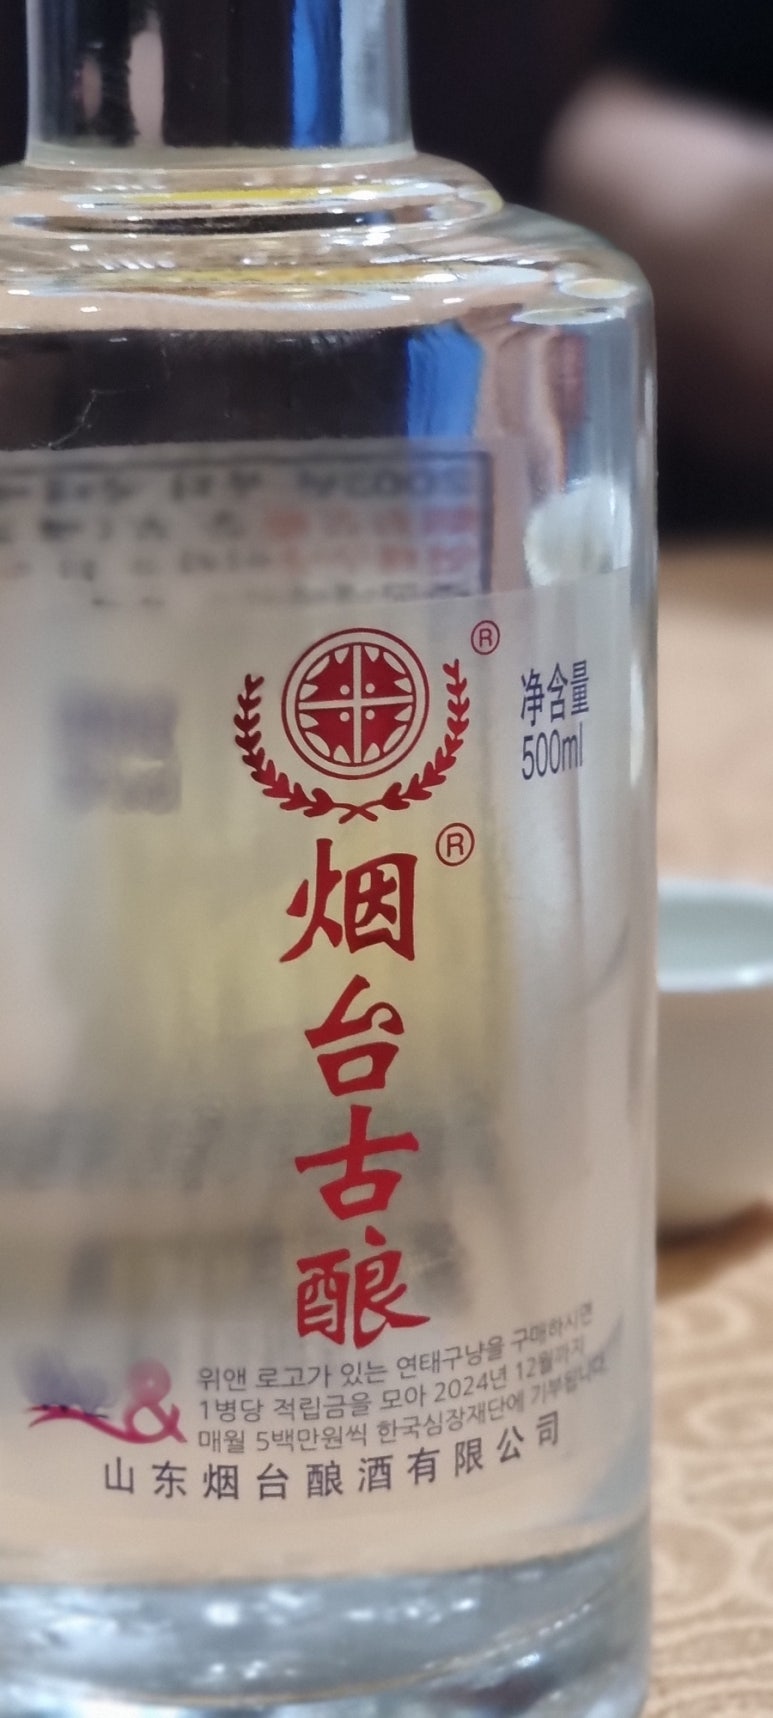 ®
净含量
500ml
烟台古酿®
위앤 로고가 있는 연태구냥을 구매하시면
1병당 적립금을 모아 2024년 12월까지
매월 5백만원씩 한국심장재단에 기부됩니다.
&
山东烟台酿酒有限公司